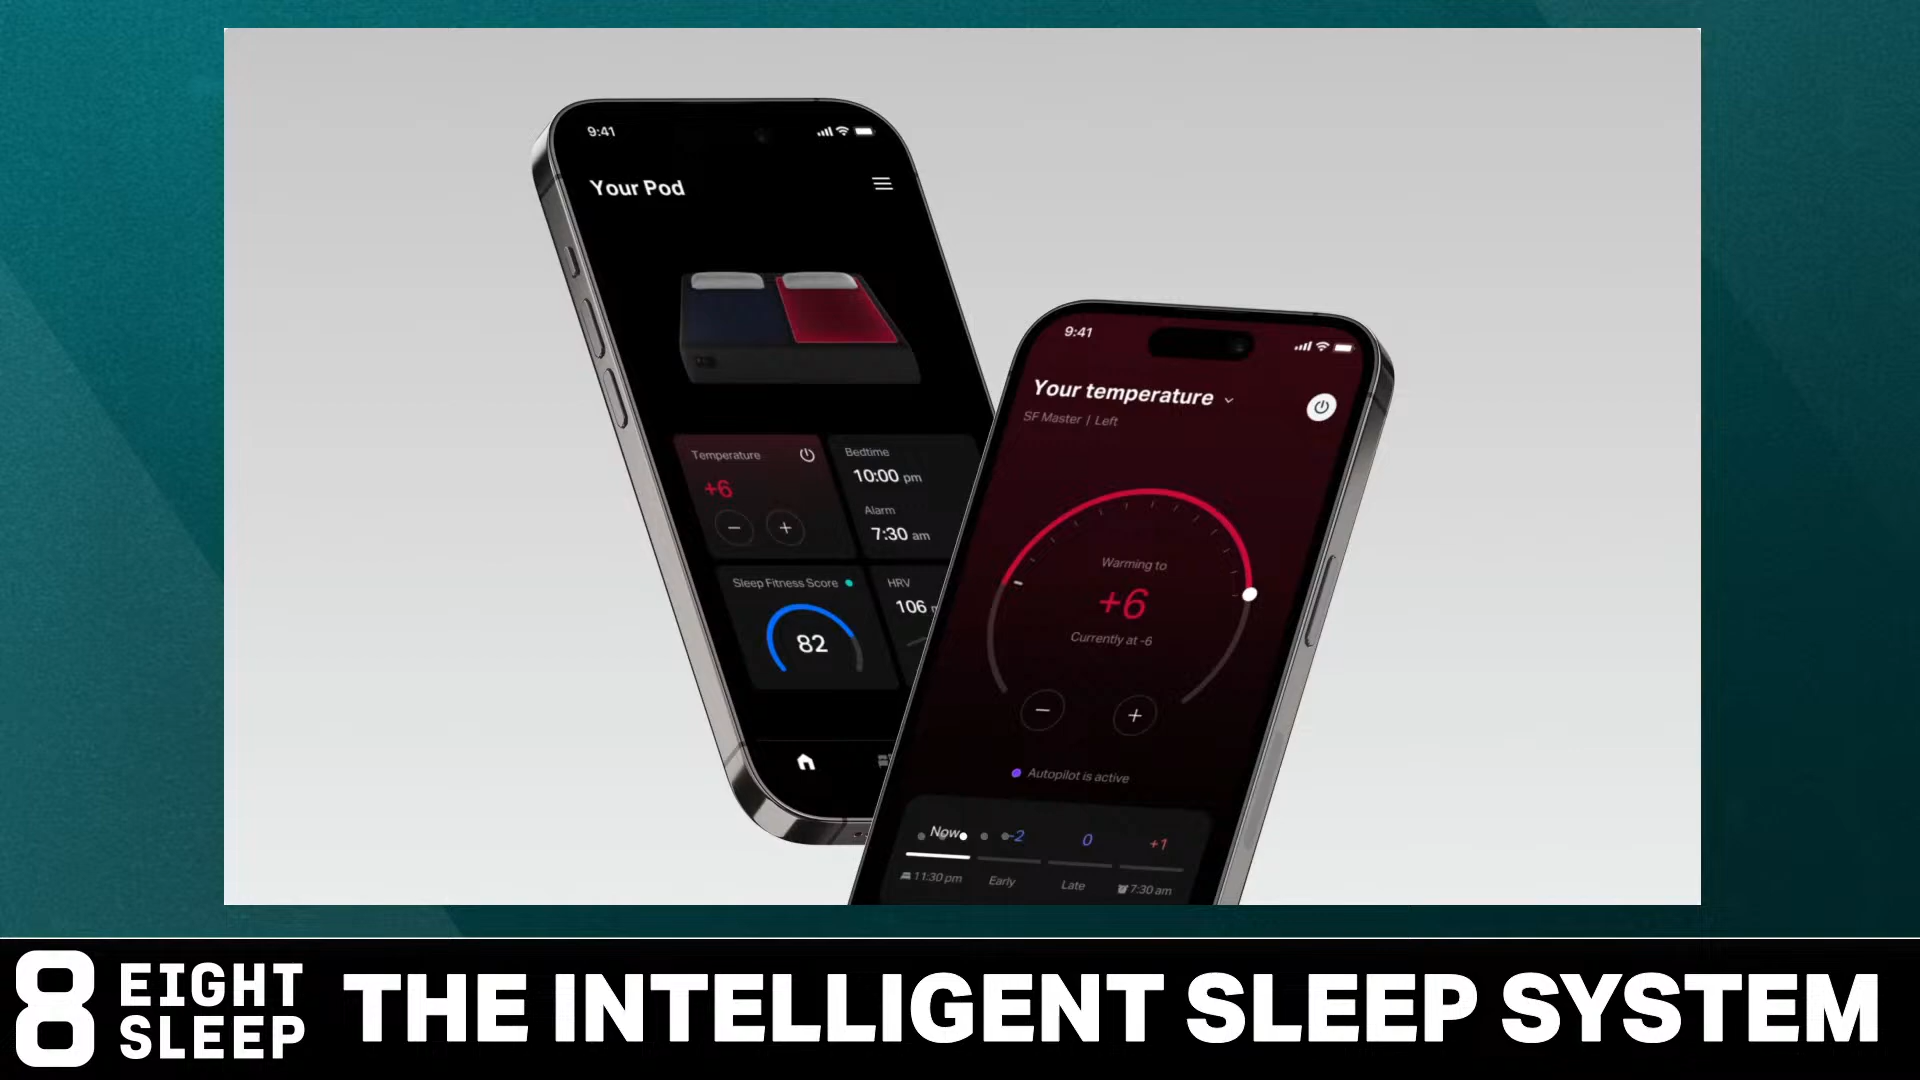 9:41
Your Pod
Temperature
+6
Bedtime
10:00 pm
Alarm
7:30 am
Sleep Fitness Score
82
HRV
106
9:41
Your temperature
SF Master | Left
Warming to
+6
Currently at -6
Autopilot is active
Now -2 0 +1
11:30 pm Early Late 7:30 am
8 EIGHT SLEEP
THE INTELLIGENT SLEEP SYSTEM